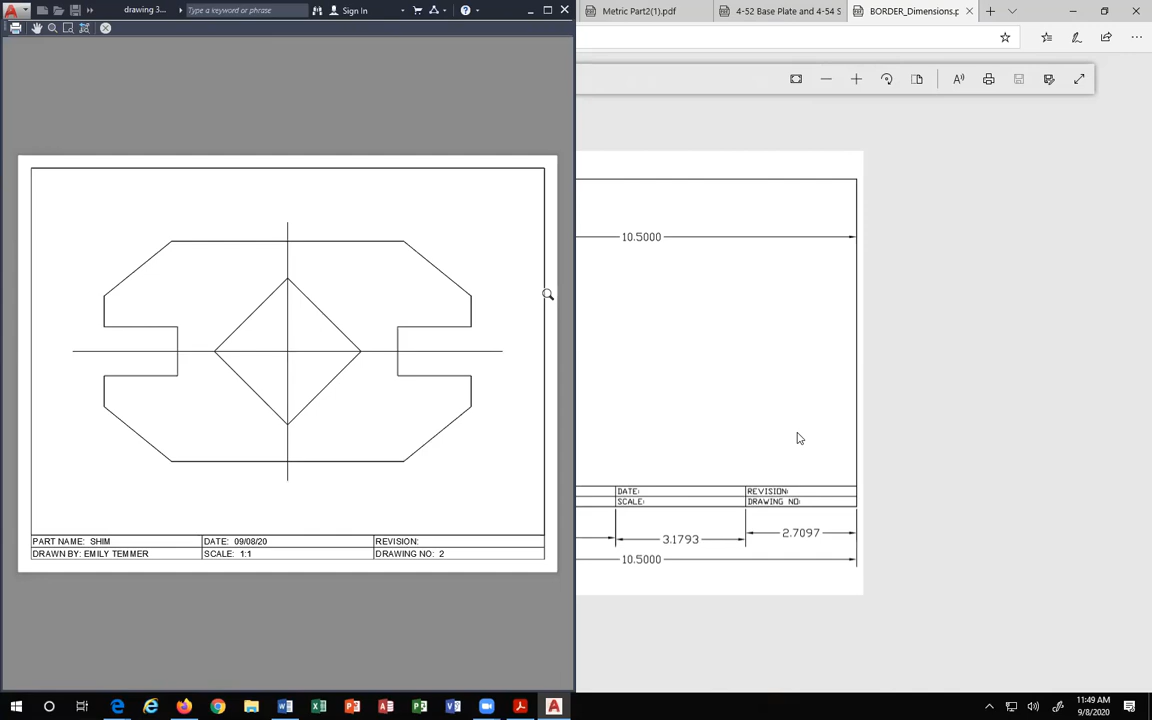 drawing 3...
Type a keyword or phrase
Sign In
Metric Part2(1).pdf
4-52 Base Plate and 4-54 S
BORDER_Dimensions.p
10.5000
DATE:
REVISION:
SCALE:
DRAWING NO:
3.1793
2.7097
10.5000
PART NAME: SHIM
DATE: 09/08/20
REVISION:
DRAWN BY: EMILY TEMMER
SCALE: 1:1
DRAWING NO: 2
11:49 AM
9/8/2020